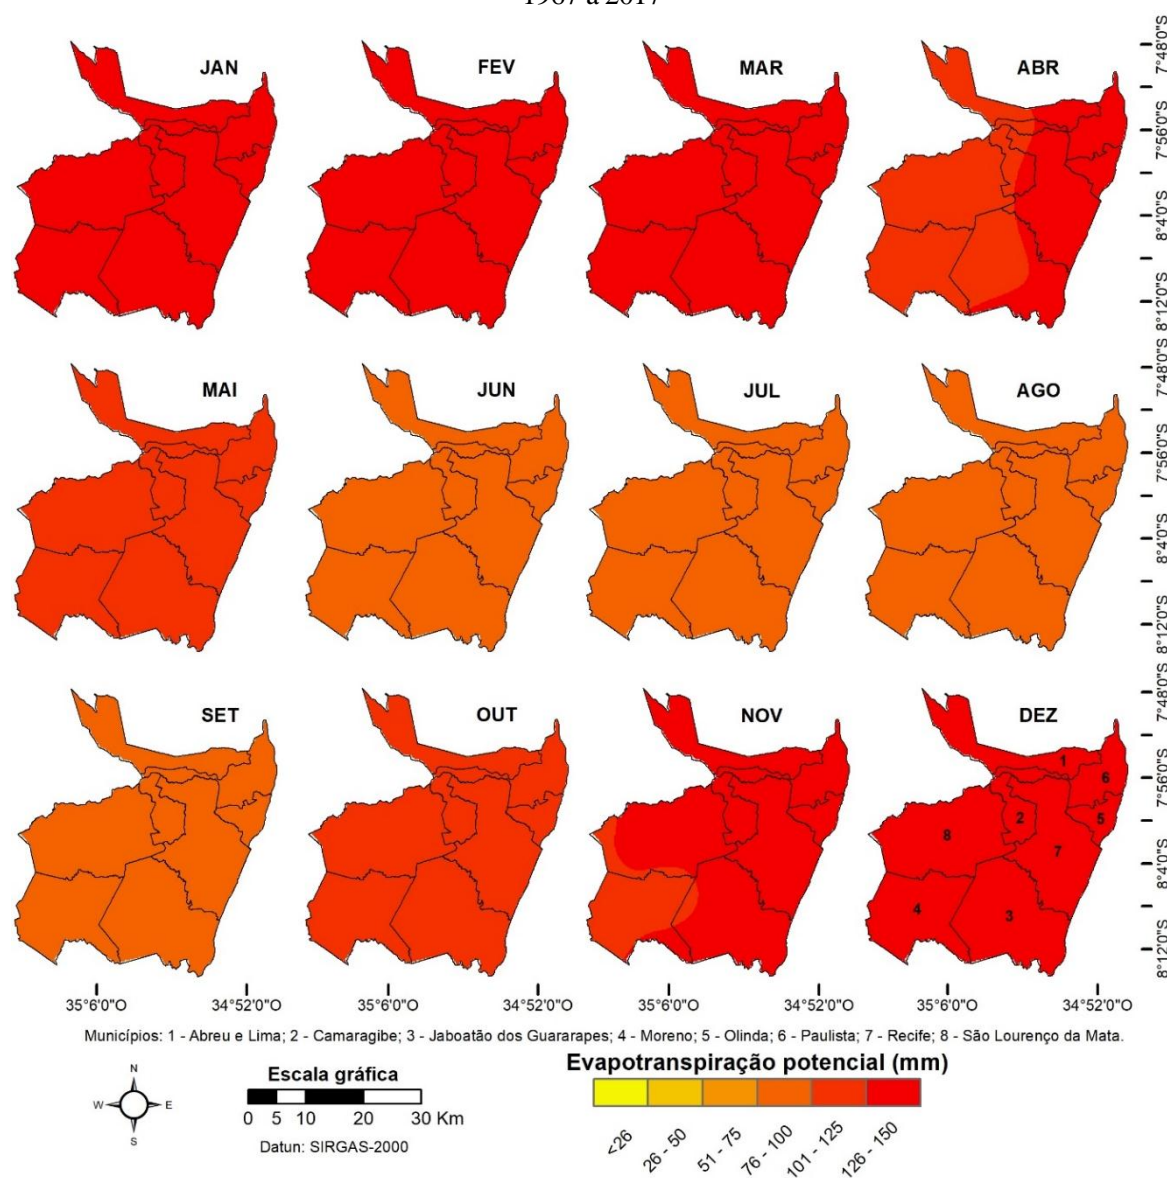 1987 a 2017
JAN
FEV
MAR
ABR
7°48'0"S
7°56'0"S
8°4'0"S
8°12'0"S
MAI
JUN
JUL
AGO
7°48'0"S
7°56'0"S
8°4'0"S
8°12'0"S
SET
OUT
NOV
DEZ
1
6
2
5
8
7
4
3
7°48'0"S
7°56'0"S
8°4'0"S
8°12'0"S
35°6'0"O 34°52'0"O 35°6'0"O 34°52'0"O 35°6'0"O 34°52'0"O 35°6'0"O 34°52'0"O
Municípios: 1 - Abreu e Lima; 2 - Camaragibe; 3 - Jaboatão dos Guararapes; 4 - Moreno; 5 - Olinda; 6 - Paulista; 7 - Recife; 8 - São Lourenço da Mata.
N
W E
S
Escala gráfica
0 5 10 20 30 Km
Datun: SIRGAS-2000
Evapotranspiração potencial (mm)
<26
26 - 50
51 - 75
76 - 100
101 - 125
126 - 150